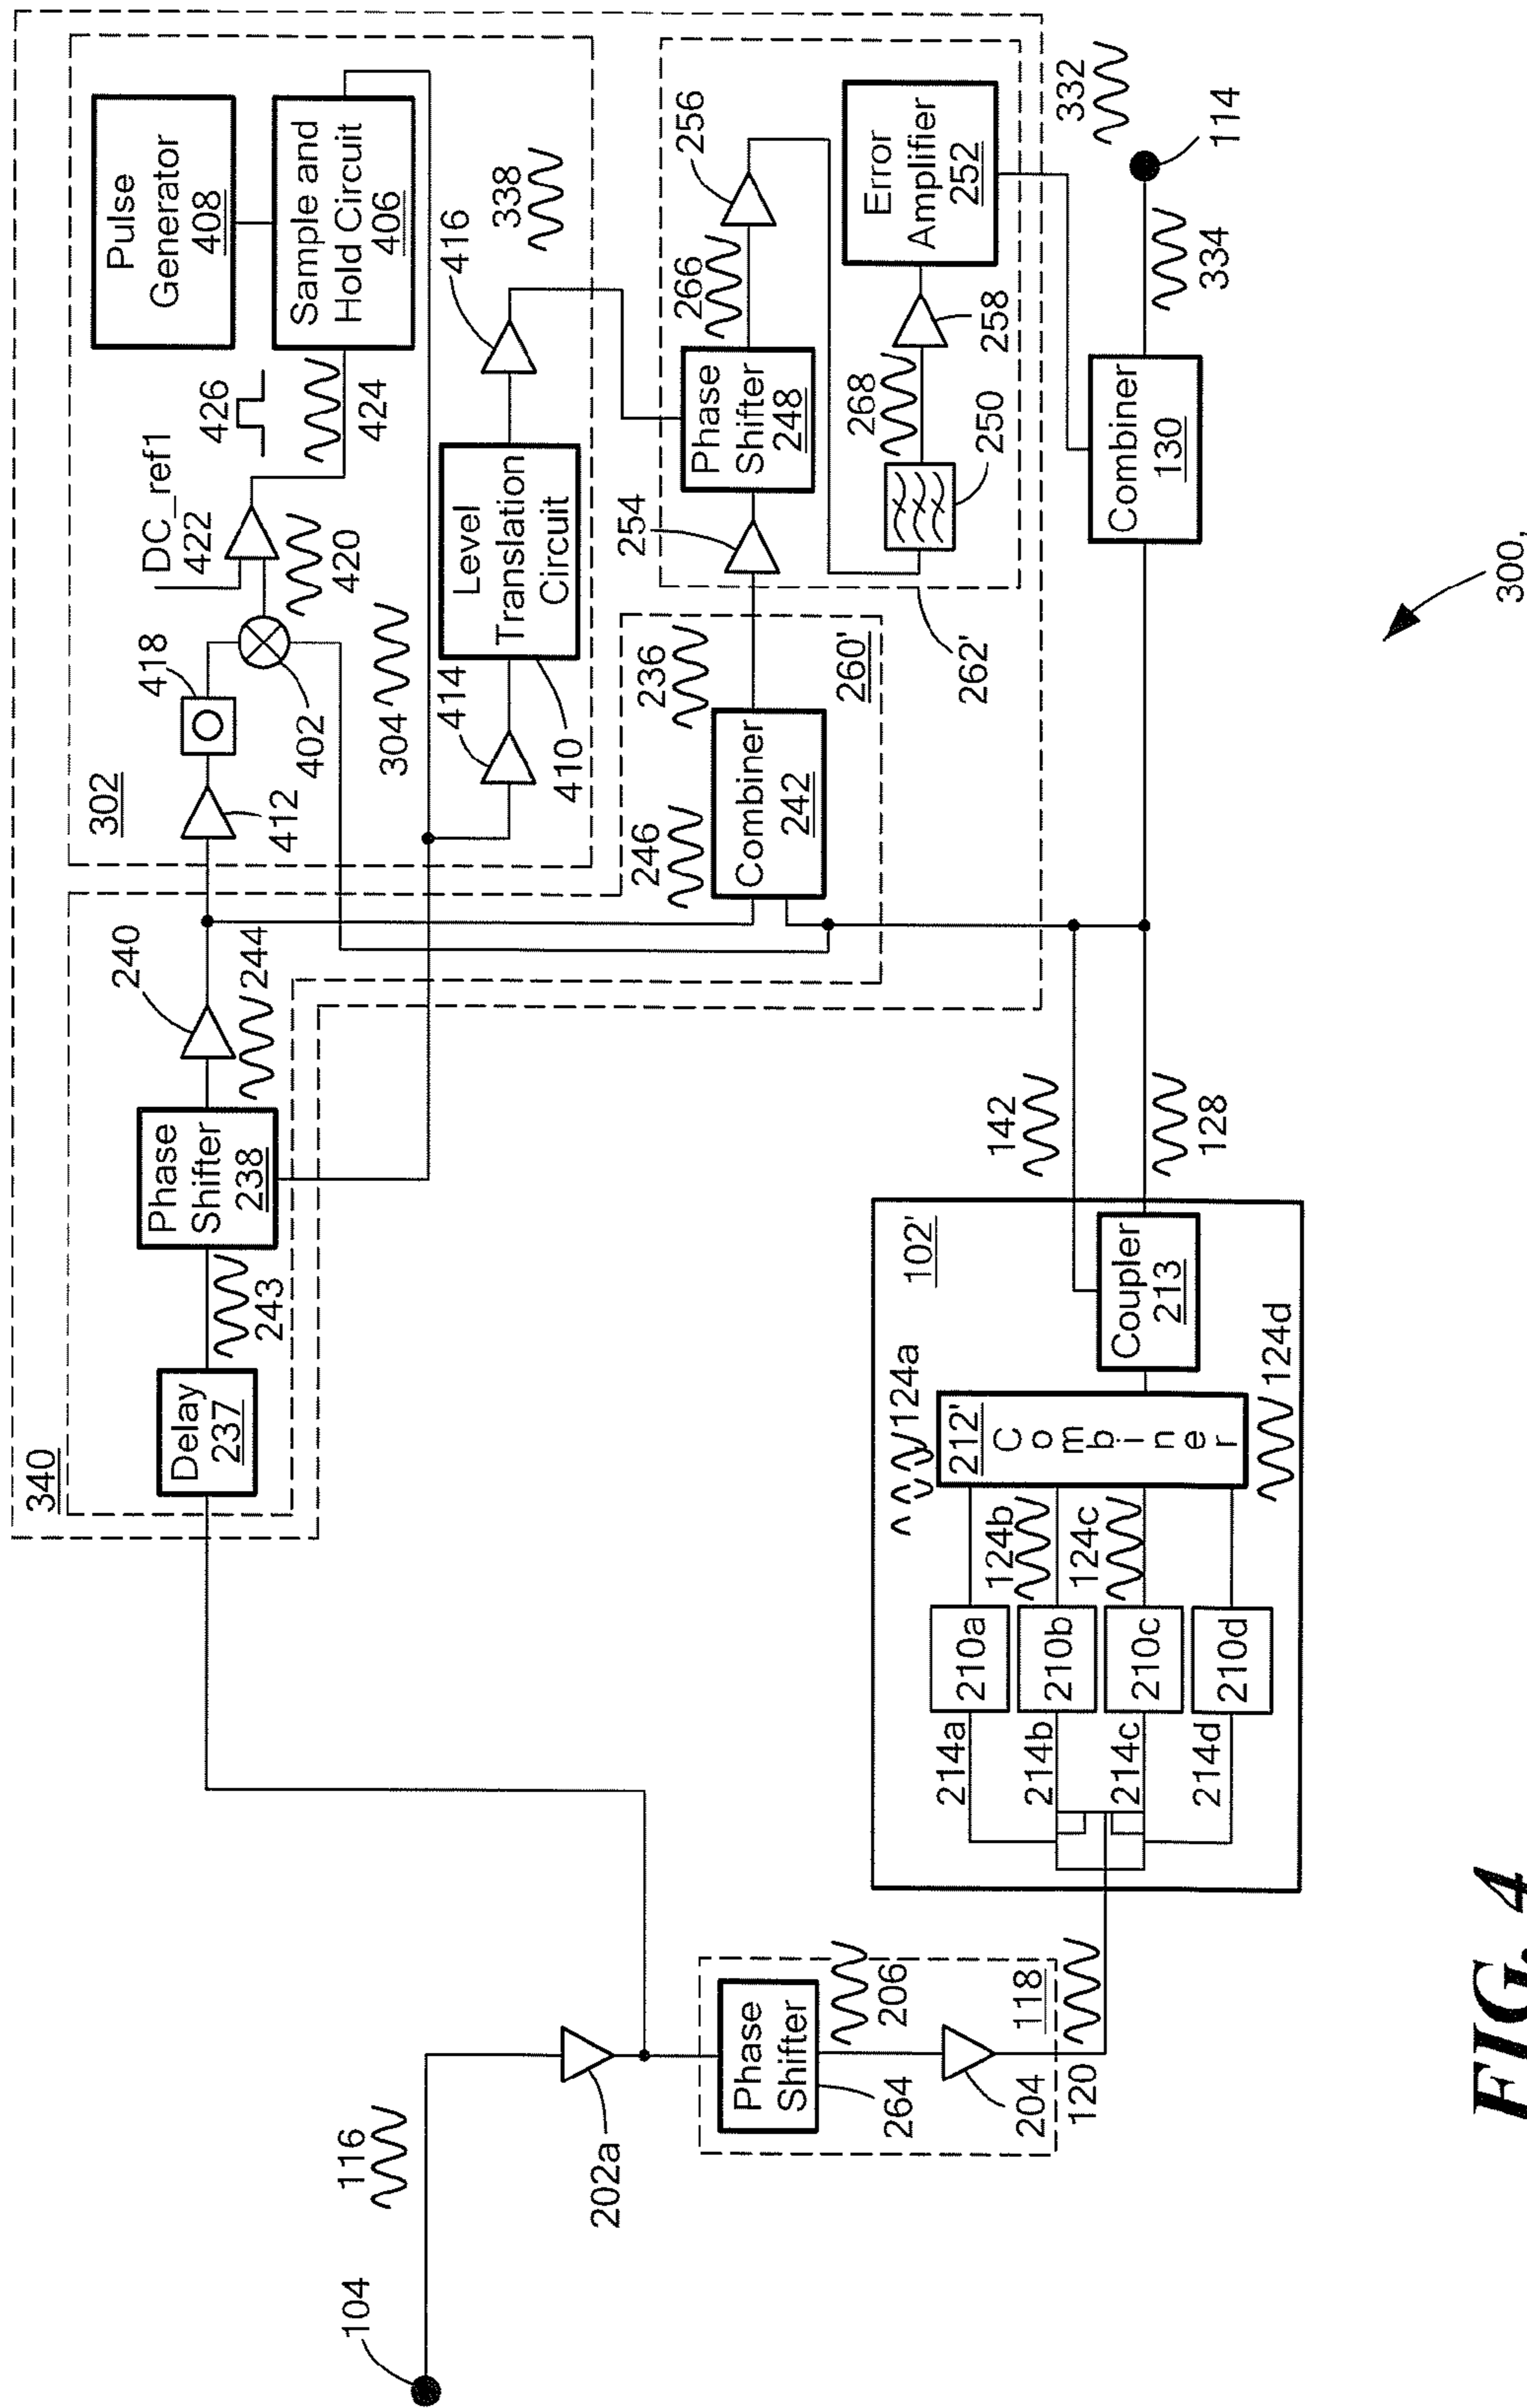 340
302
Pulse
Generator
408
Sample and
Hold Circuit
406
426
424
DC_ref1
422
420
418
402
412
304
240
244
Phase
Shifter
238
243
Delay
237
338
416
Level
Translation
Circuit
414
410
256
266
Phase
Shifter
248
254
Error
Amplifier
252
258
268
250
262'
236
246
Combiner
242
260'
332
114
334
Combiner
130
300,
142
128
102'
Coupler
213
124a
212'
Combiner
124d
124b
124c
210a
210b
210c
210d
214a
214b
214c
214d
104
116
202a
Phase
Shifter
264
206
118
204
120
FIG. 4